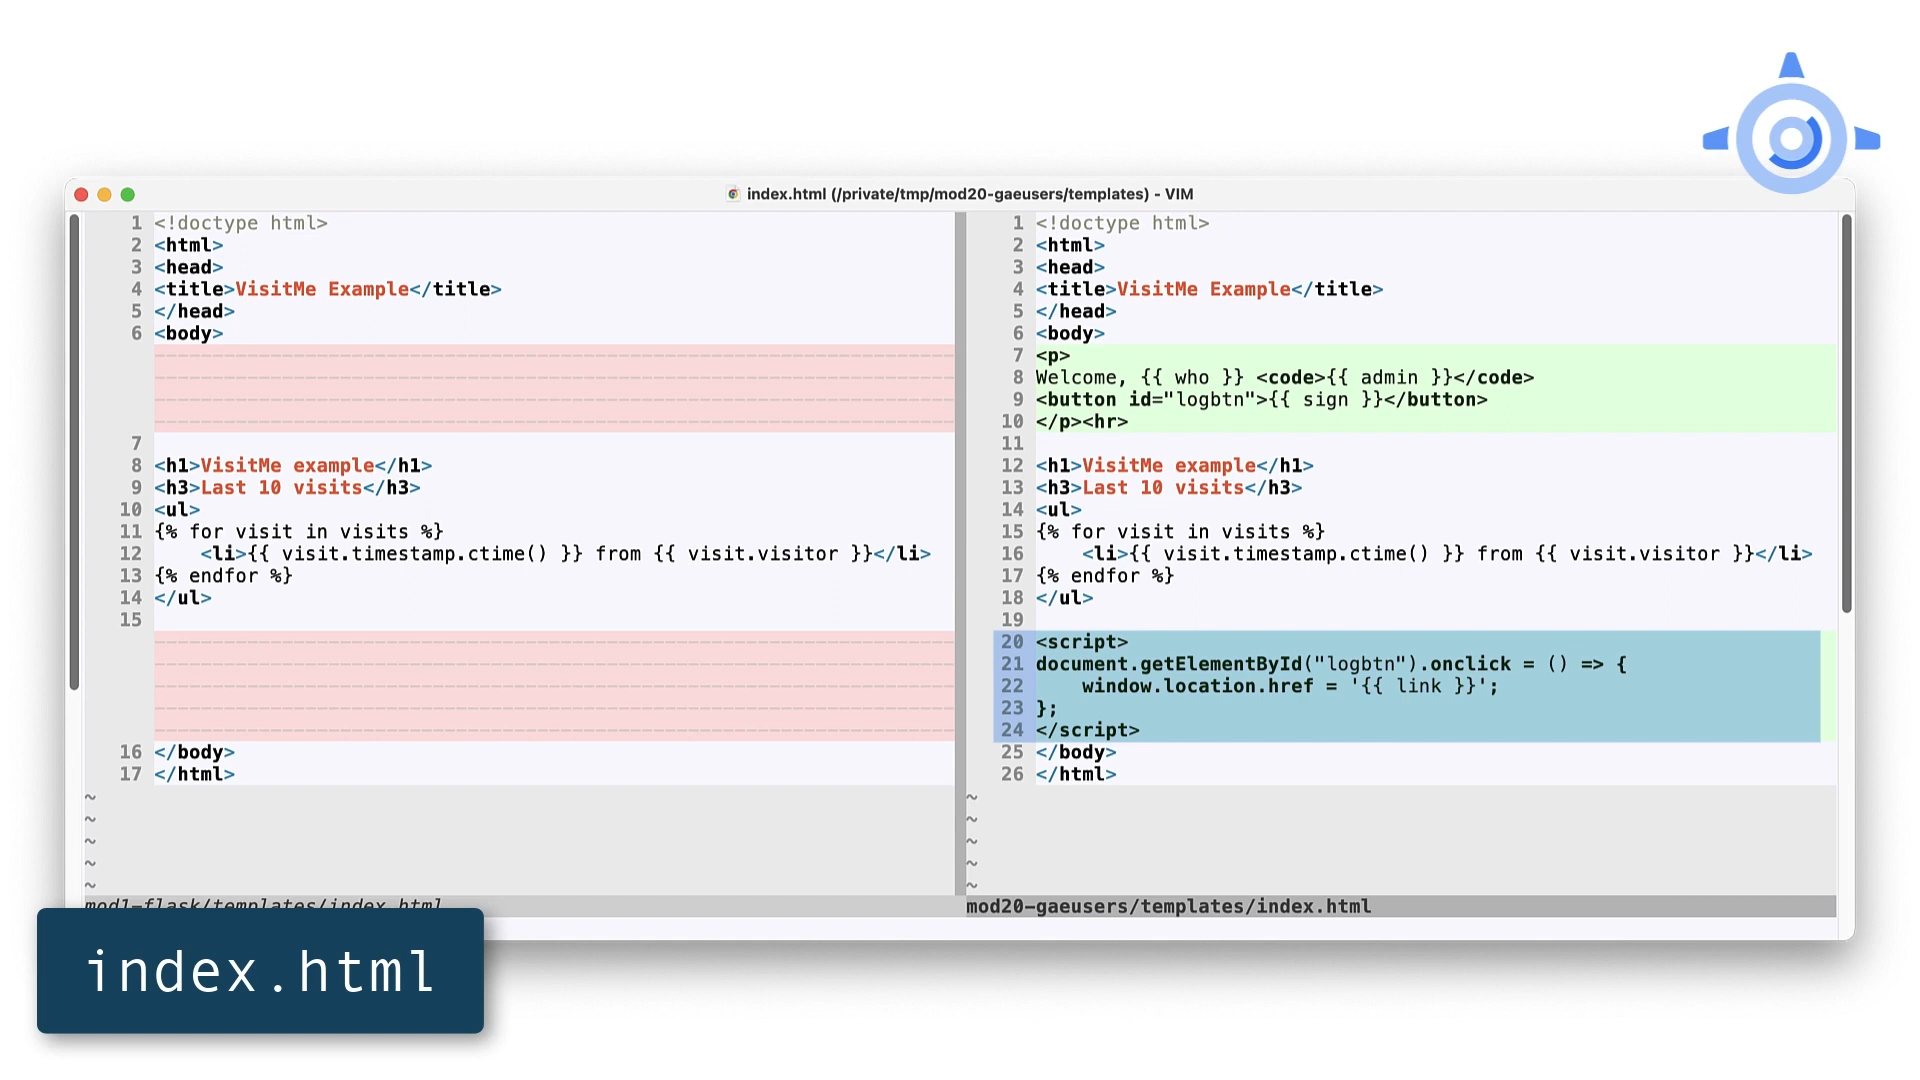 index.html (/private/tmp/mod20-gaeusers/templates) - VIM
1 <!doctype html>
2 <html>
3 <head>
4 <title>VisitMe Example</title>
5 </head>
6 <body>
7
8 <h1>VisitMe example</h1>
9 <h3>Last 10 visits</h3>
10 <ul>
11 {% for visit in visits %}
12     <li>{{ visit.timestamp.ctime() }} from {{ visit.visitor }}</li>
13 {% endfor %}
14 </ul>
15
16 </body>
17 </html>
~
~
~
~
~
mod1-flask/templates/index.html
1 <!doctype html>
2 <html>
3 <head>
4 <title>VisitMe Example</title>
5 </head>
6 <body>
7 <p>
8 Welcome, {{ who }} <code>{{ admin }}</code>
9 <button id="logbtn">{{ sign }}</button>
10 </p><hr>
11
12 <h1>VisitMe example</h1>
13 <h3>Last 10 visits</h3>
14 <ul>
15 {% for visit in visits %}
16     <li>{{ visit.timestamp.ctime() }} from {{ visit.visitor }}</li>
17 {% endfor %}
18 </ul>
19
20 <script>
21 document.getElementById("logbtn").onclick = () => {
22     window.location.href = '{{ link }}';
23 };
24 </script>
25 </body>
26 </html>
~
~
~
~
~
mod20-gaeusers/templates/index.html
index.html